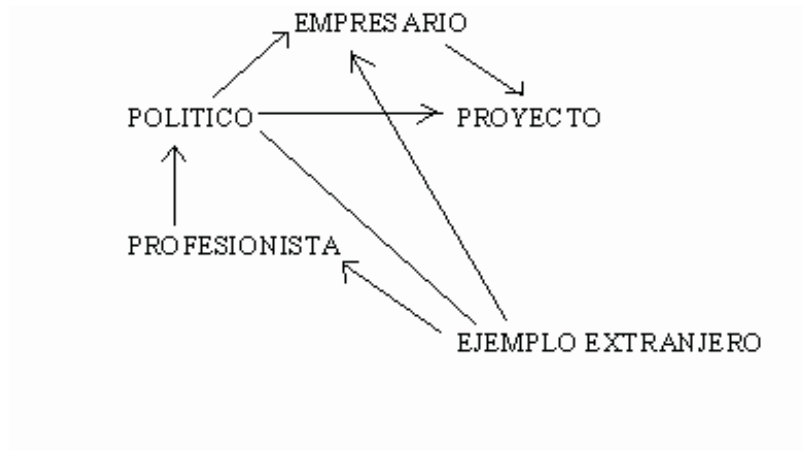 EMPRESARIO
POLITICO
PROYECTO
PROFESIONISTA
EJEMPLO EXTRANJERO